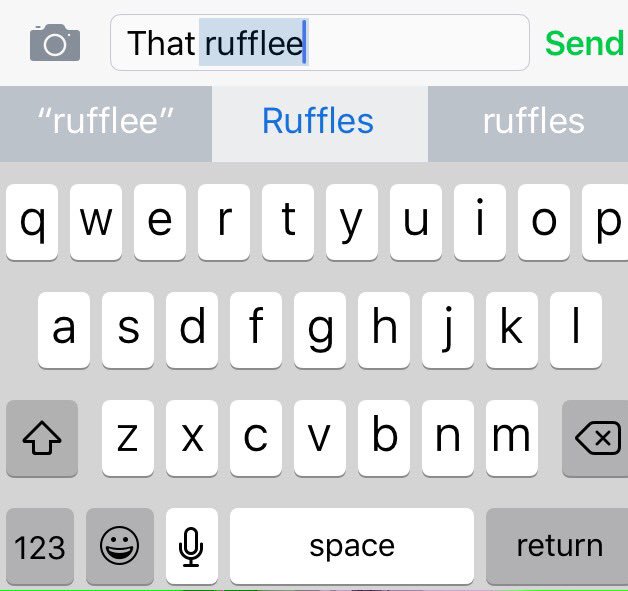 That rufflee Send
“rufflee” Ruffles ruffles
q w e r t y u i o p
a s d f g h j k l
z x c v b n m
123 space return